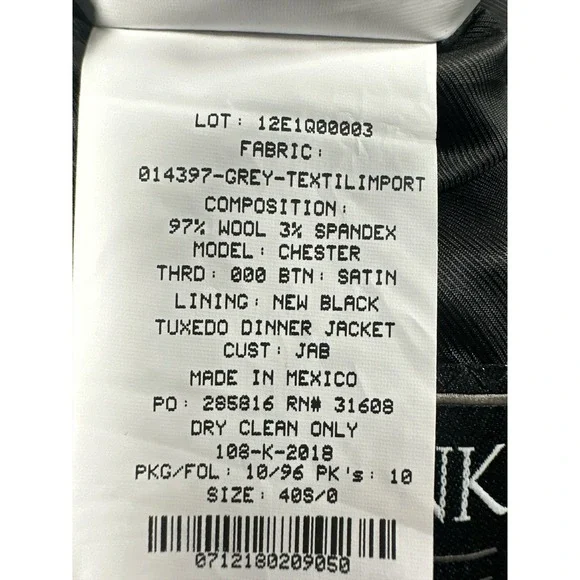 LOT: 12E1Q00003
FABRIC:
014397-GREY-TEXTILIMPORT
COMPOSITION:
97% WOOL 3% SPANDEX
MODEL: CHESTER
THRD: 000 BTN: SATIN
LINING: NEW BLACK
TUXEDO DINNER JACKET
CUST: JAB
MADE IN MEXICO
PO: 285816 RN# 31608
DRY CLEAN ONLY
108-K-2018
PKG/FOL: 10/96 PK's: 10
SIZE: 40S/0
0712180209050